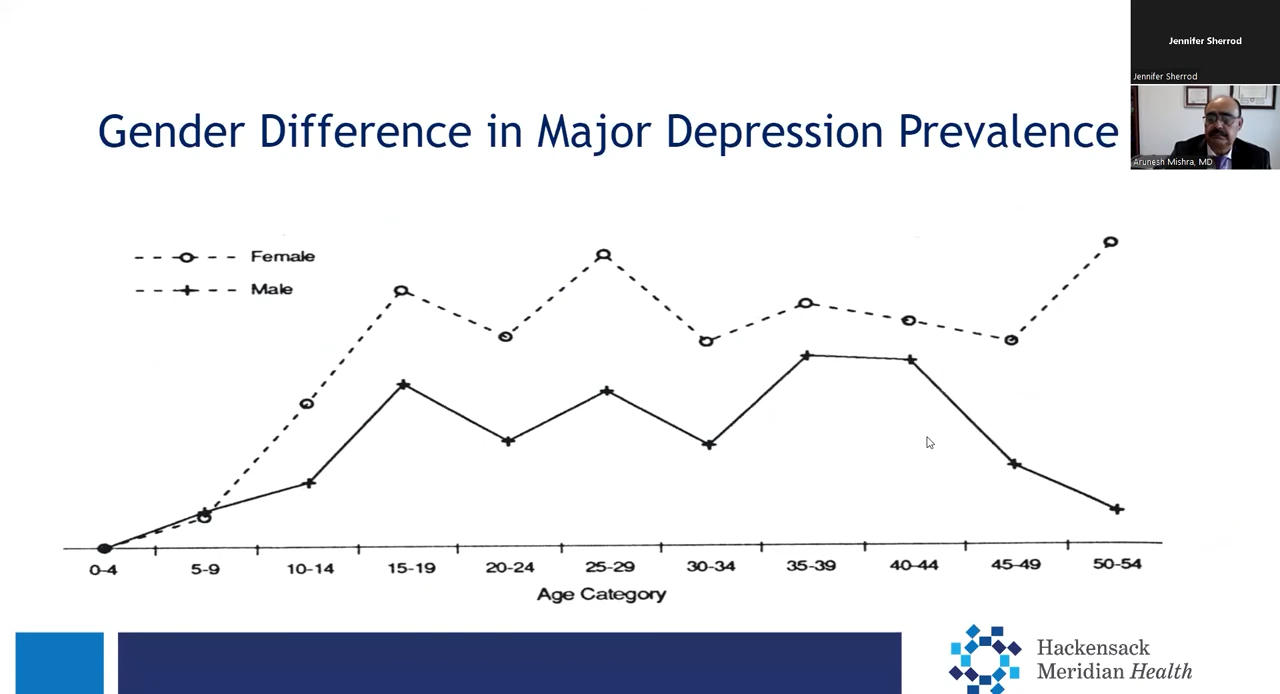 Jennifer Sherrod
Jennifer Sherrod
Arunesh Mishra, MD
Gender Difference in Major Depression Prevalence
Female
Male
0-4 5-9 10-14 15-19 20-24 25-29 30-34 35-39 40-44 45-49 50-54
Age Category
Hackensack
Meridian Health